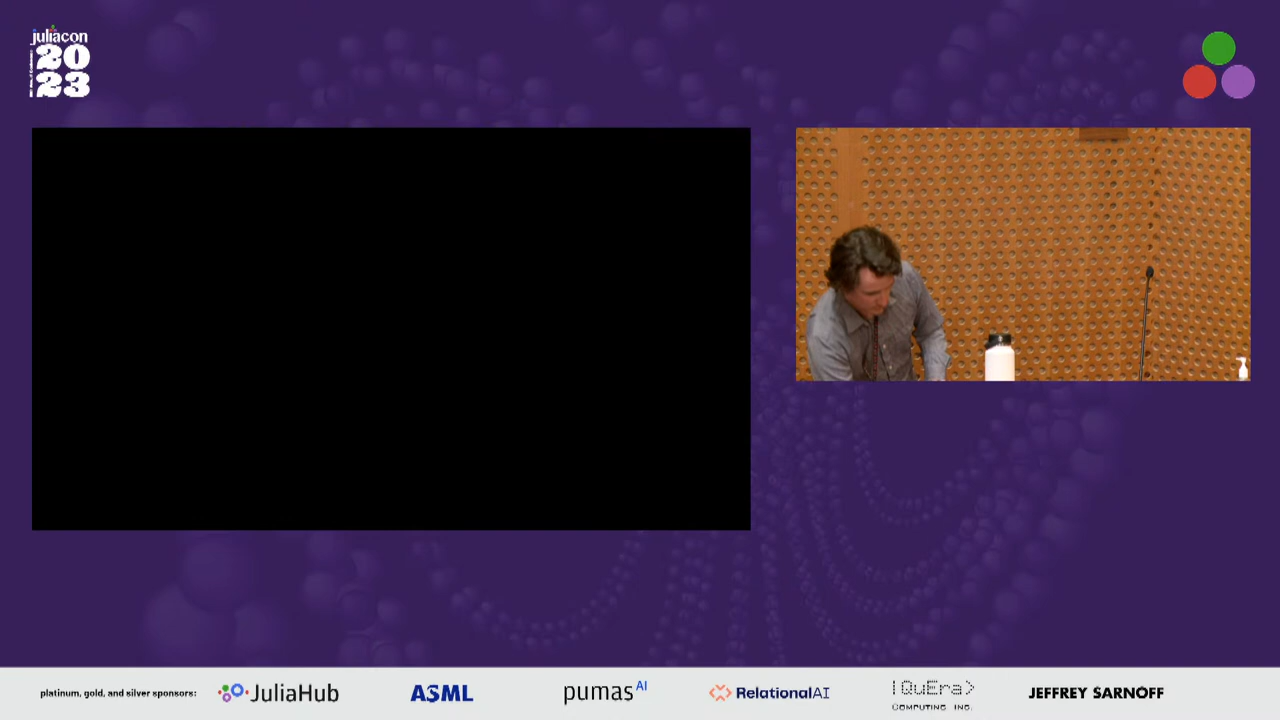 juliacon
20
23
platinum, gold, and silver sponsors:
JuliaHub
ASML
pumas AI
RelationalAI
QuEra>
COMPUTING INC.
JEFFREY SARNOFF